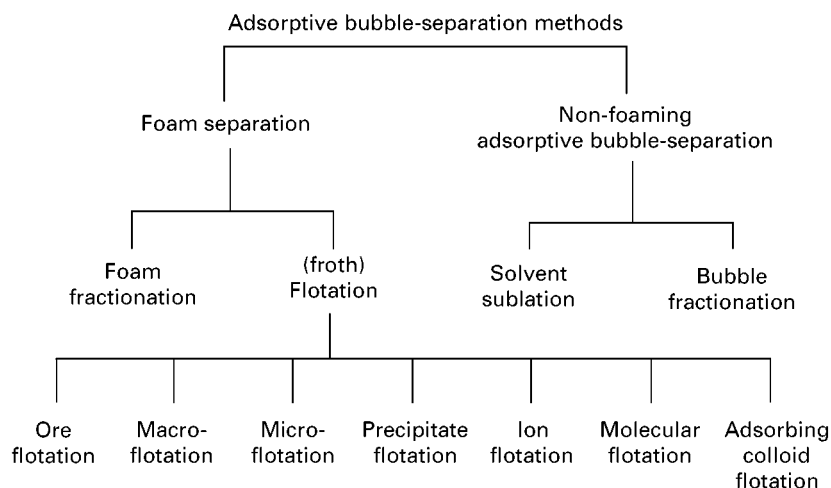 Adsorptive bubble-separation methods
Foam separation
Non-foaming
adsorptive bubble-separation
Foam
fractionation
(froth)
Flotation
Solvent
sublation
Bubble
fractionation
Ore
flotation
Macro-
flotation
Micro-
flotation
Precipitate
flotation
Ion
flotation
Molecular
flotation
Adsorbing
colloid
flotation